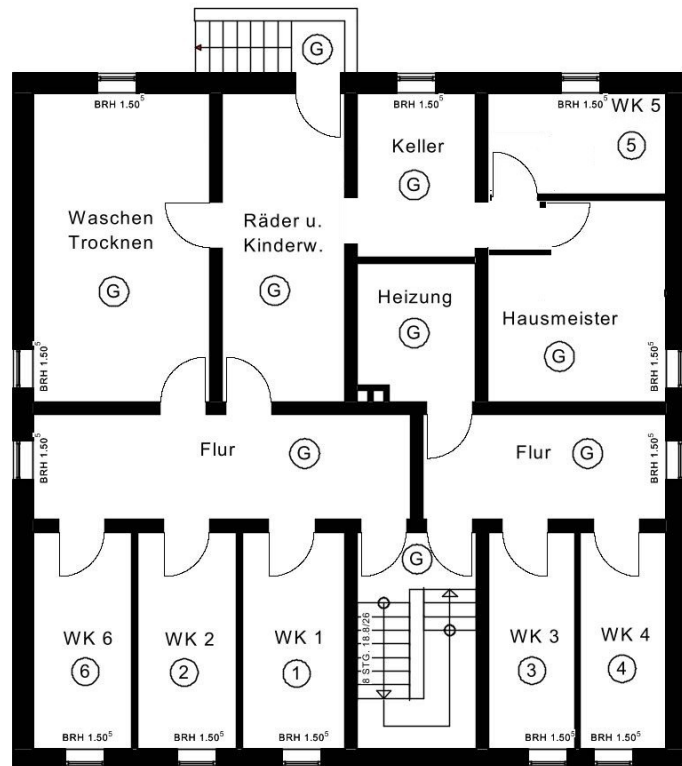 G
BRH 1.50⁵
BRH 1.50⁵
BRH 1.50⁵
WK 5
5
Keller
G
Waschen
Trocknen
G
Räder u.
Kinderw.
G
Heizung
G
Hausmeister
G
BRH 1.50⁵
BRH 1.50⁵
BRH 1.50⁵
Flur
G
Flur
G
BRH 1.50⁵
G
8 STG. 18.8/26
WK 6
6
WK 2
2
WK 1
1
WK 3
3
WK 4
4
BRH 1.50⁵
BRH 1.50⁵
BRH 1.50⁵
BRH 1.50⁵
BRH 1.50⁵